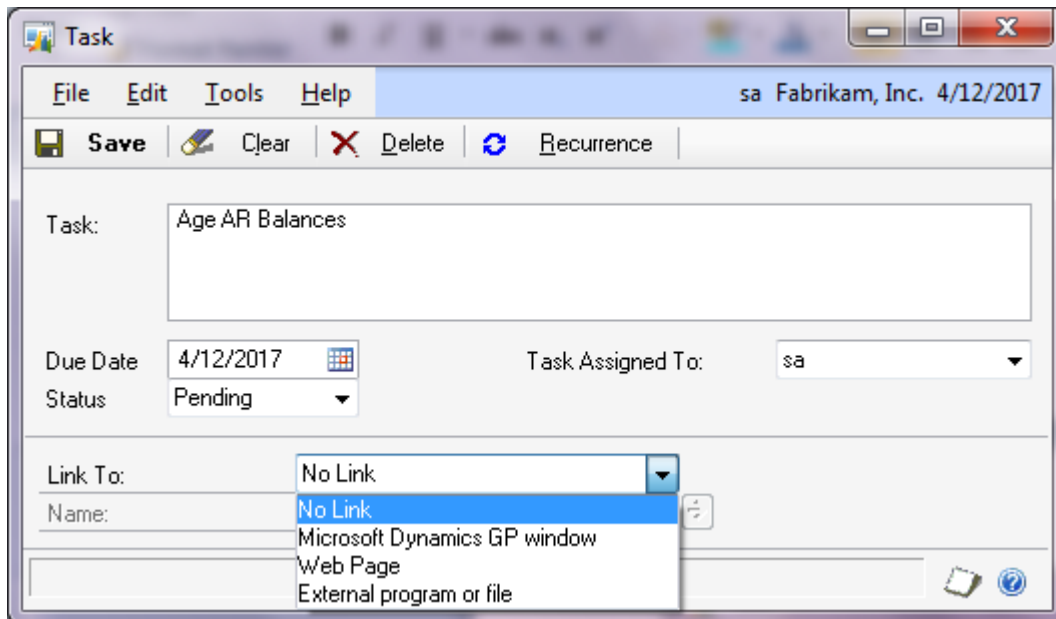 Task
File Edit Tools Help sa Fabrikam, Inc. 4/12/2017
Save Clear Delete Recurrence
Task: Age AR Balances
Due Date 4/12/2017 Task Assigned To: sa
Status Pending
Link To: No Link
Name: No Link
Microsoft Dynamics GP window
Web Page
External program or file